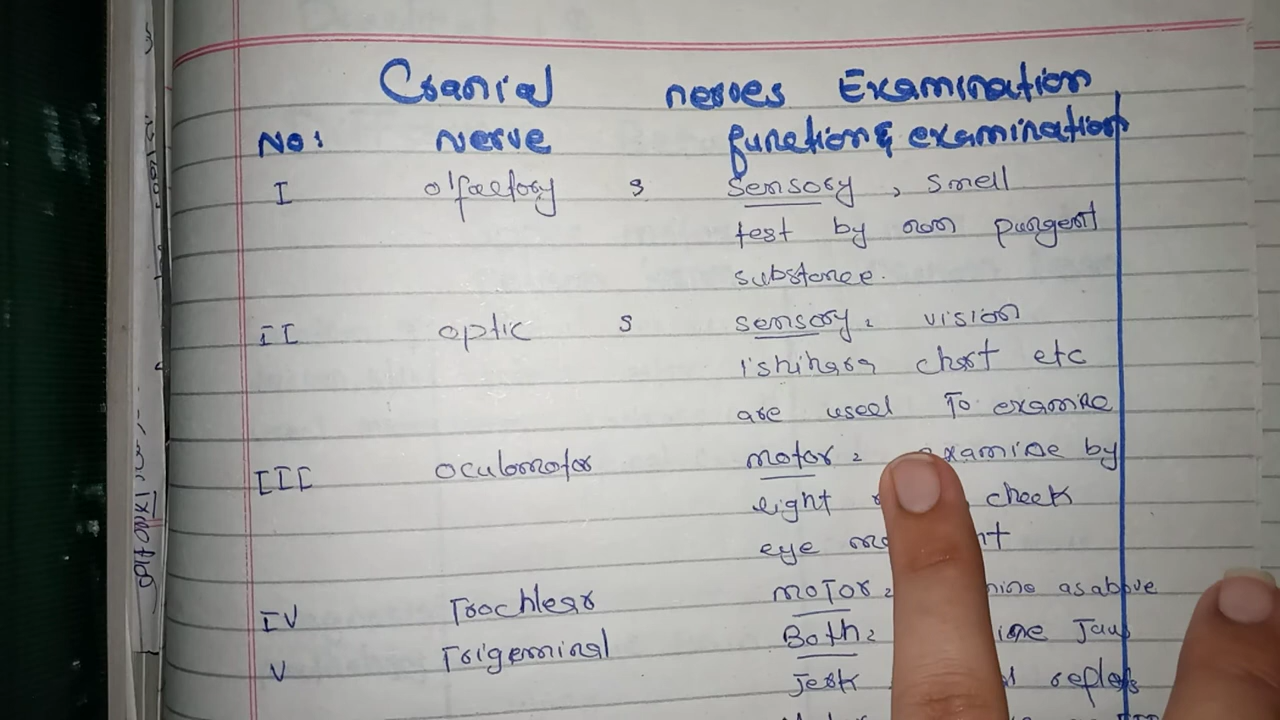 Cranial nerves Examination
No: Nerve function & examination
I olfactory s sensory, smell
test by non pungent
substance.
II optic s sensory: vision
ishihara chart etc
are used To examine
III oculomotor motor: examine by
light check
eye
IV Trochlear MOTOR: as above
V Trigeminal Both: Jaw
Jerk reflex